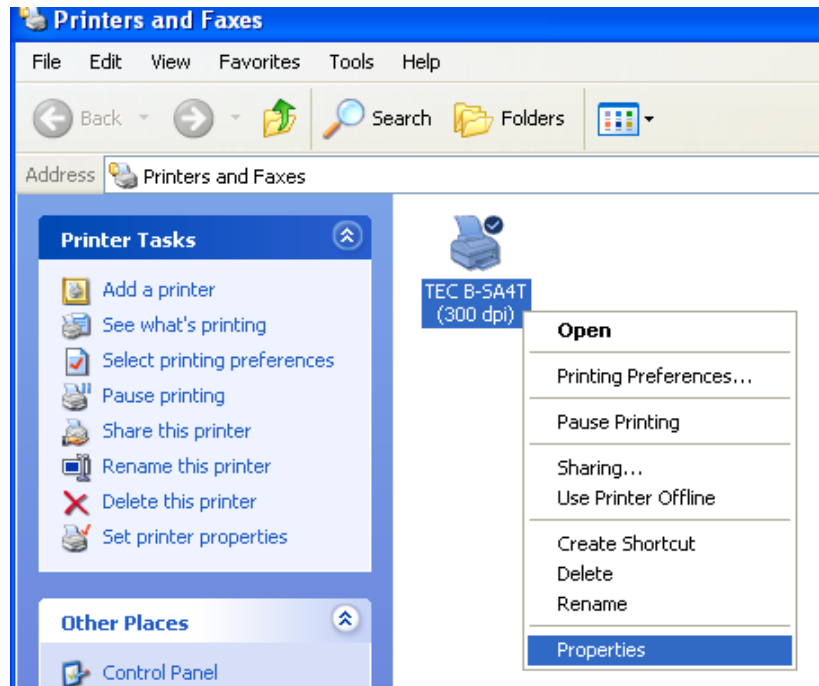 Printers and Faxes
File Edit View Favorites Tools Help
Back Search Folders
Address Printers and Faxes
Printer Tasks
Add a printer
See what's printing
Select printing preferences
Pause printing
Share this printer
Rename this printer
Delete this printer
Set printer properties
Other Places
Control Panel
TEC B-SA4T
(300 dpi)
Open
Printing Preferences...
Pause Printing
Sharing...
Use Printer Offline
Create Shortcut
Delete
Rename
Properties